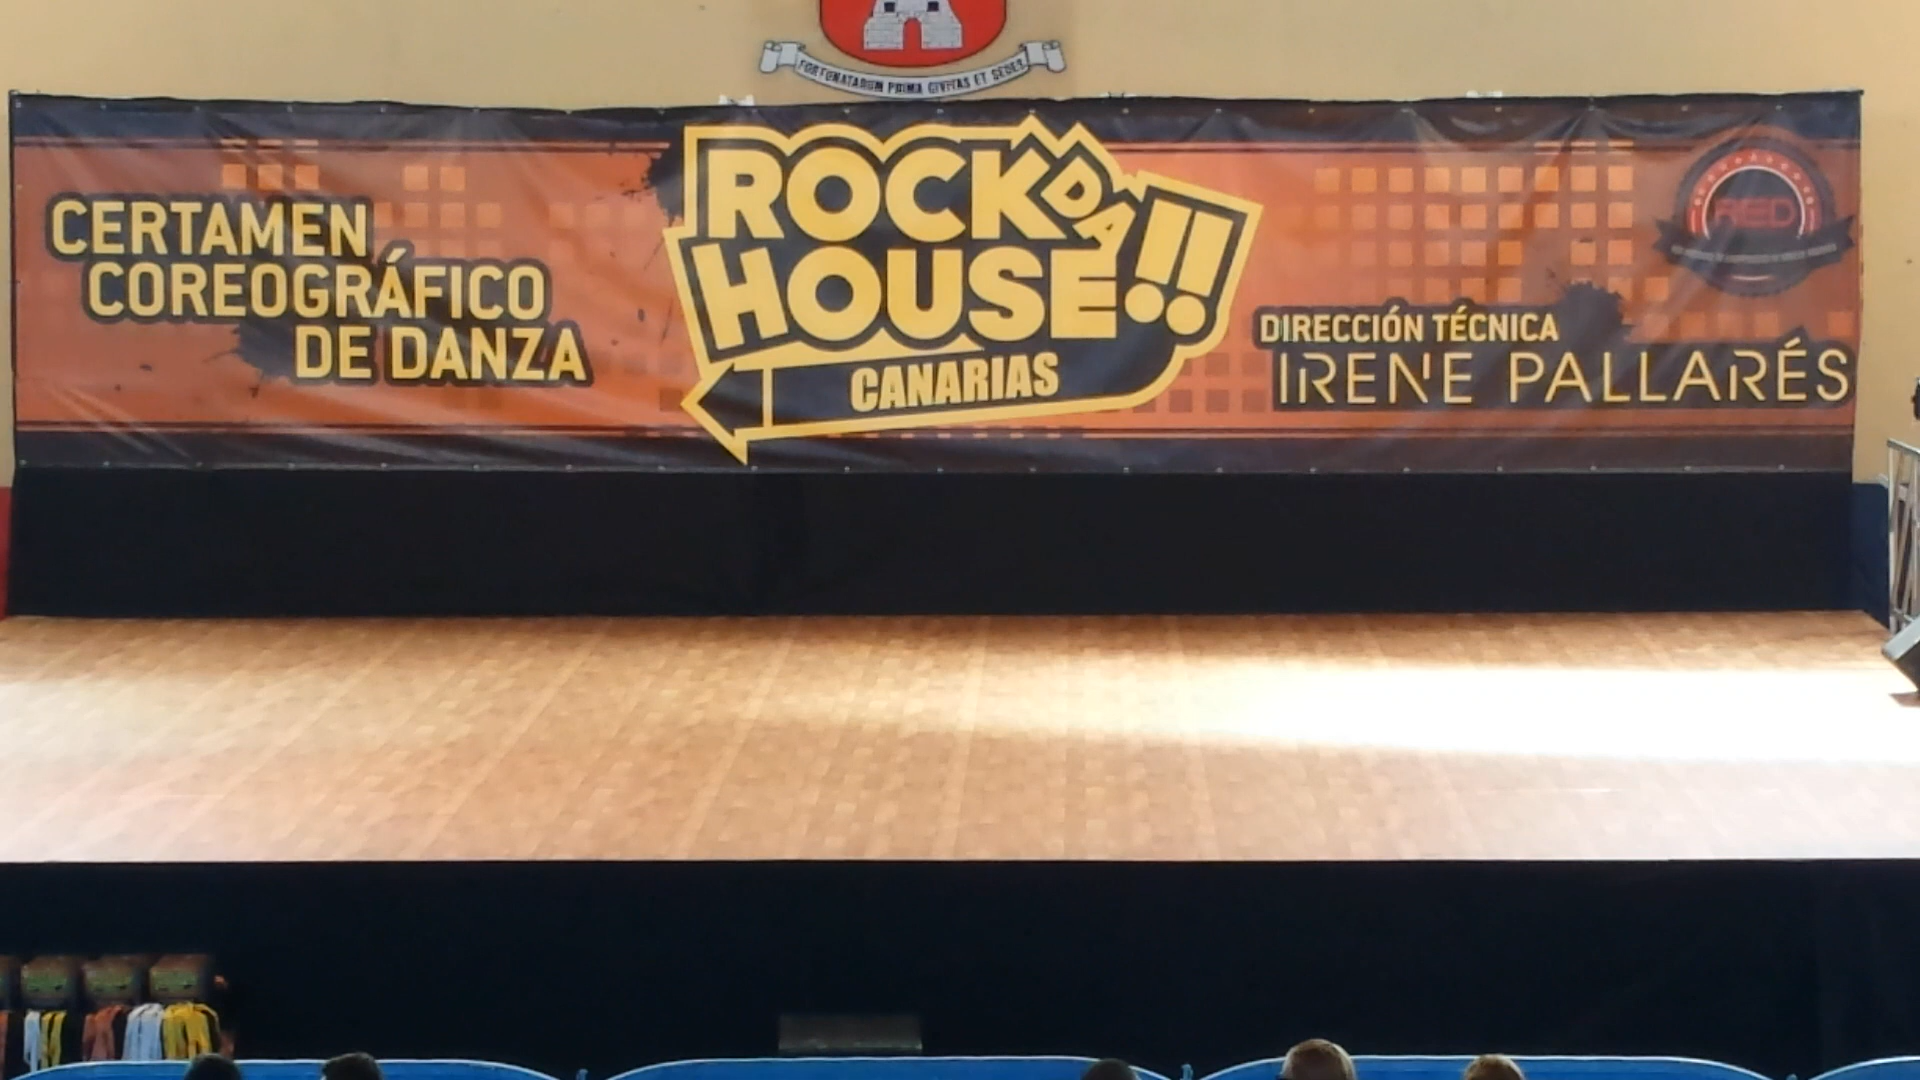 FORTUNATARUM PRIMA CIVITAS ET SEDES
CERTAMEN
COREOGRÁFICO
DE DANZA
ROCK DA
HOUSE!!
CANARIAS
RED
DIRECCIÓN TÉCNICA
IRENE PALLARÉS